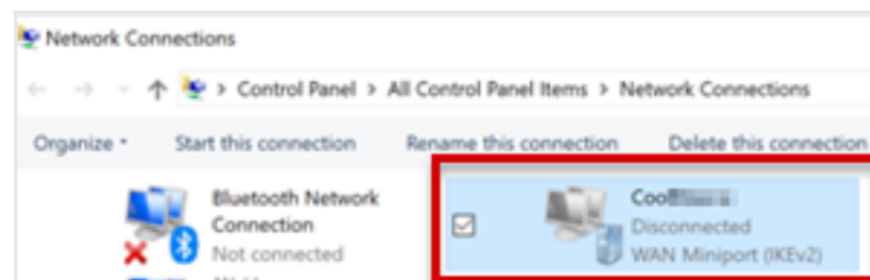 Network Connections
Control Panel > All Control Panel Items > Network Connections
Organize Start this connection Rename this connection Delete this connection
Bluetooth Network
Connection
Not connected
Disconnected
WAN Miniport (IKEv2)